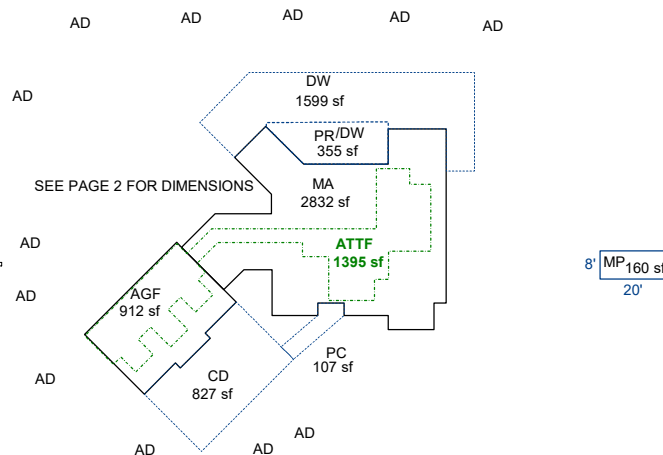 AD
AD
AD
AD
AD
AD
DW
1599 sf
PR/DW
355 sf
SEE PAGE 2 FOR DIMENSIONS
MA
2832 sf
AD
ATTF
1395 sf
8'
MP 160 sf
20'
AD
AGF
912 sf
PC
107 sf
AD
CD
827 sf
AD
AD
AD